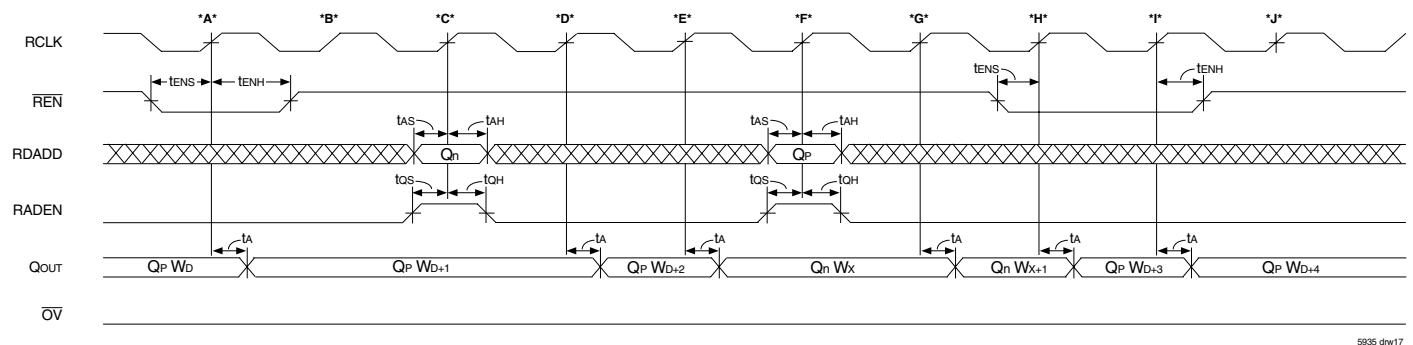 *A* *B* *C* *D* *E* *F* *G* *H* *I* *J*
RCLK
tENS tENH tENS tENH
REN
tAS tAH tAS tAH
RDADD Qn QP
tQS tQH tQS tQH
RADEN
tA tA tA tA tA tA
QOUT QP WD QP WD+1 QP WD+2 Qn WX Qn WX+1 QP WD+3 QP WD+4
OV
5935 drw17